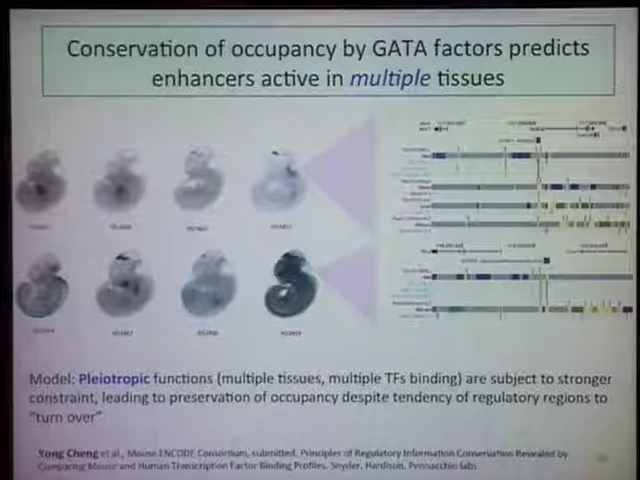 Conservation of occupancy by GATA factors predicts
enhancers active in multiple tissues
Model: Pleiotropic functions (multiple tissues, multiple TFs binding) are subject to stronger
constraint, leading to preservation of occupancy despite tendency of regulatory regions to
“turn over”
Yong Cheng et al., Mouse ENCODE Consortium, submitted. Principles of Regulatory Information Conservation Revealed by
Comparing Mouse and Human Transcription Factor Binding Profiles. Snyder, Hardison, Pennacchio labs